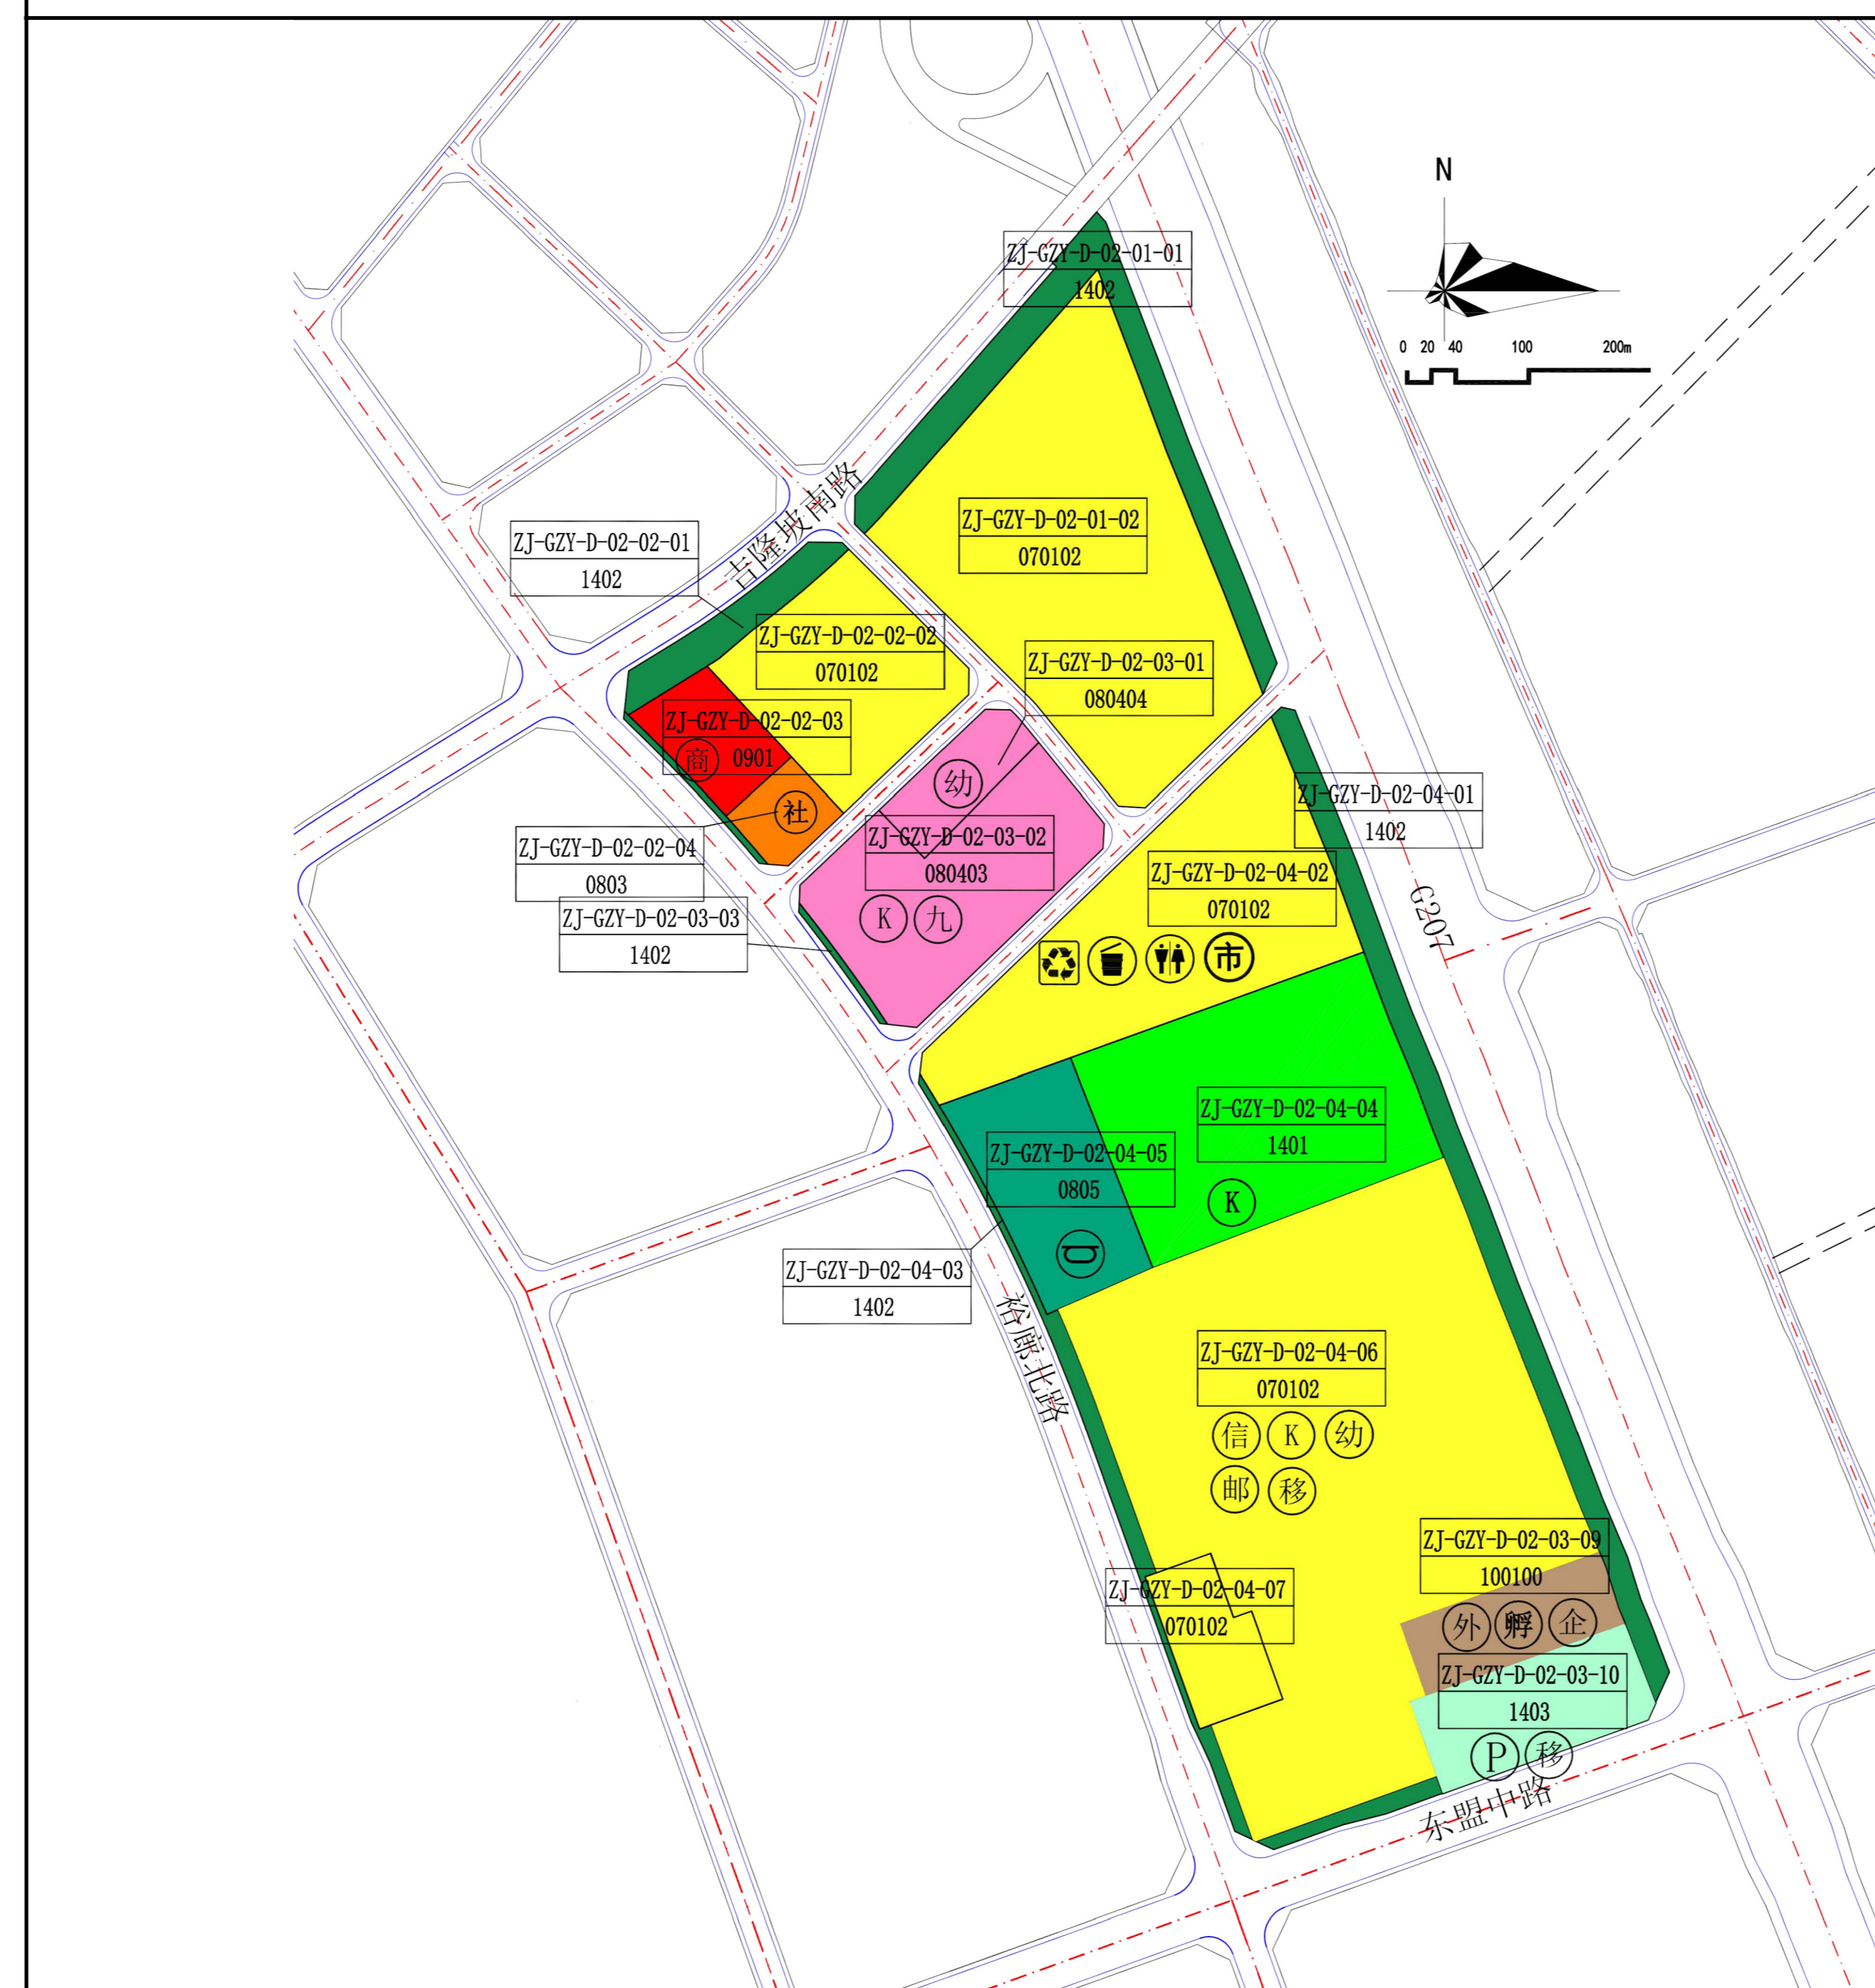 N
0 20 40 100 200m
ZJ-GZY-D-02-01-01
1402
吉隆坡南路
ZJ-GZY-D-02-01-02
070102
ZJ-GZY-D-02-02-01
1402
ZJ-GZY-D-02-02-02
070102
ZJ-GZY-D-02-03-01
080404
ZJ-GZY-D-02-02-03
商 0901
幼
ZJ-GZY-D-02-04-01
1402
社
ZJ-GZY-D-02-02-04
0803
ZJ-GZY-D-02-03-02
080403
K 九
ZJ-GZY-D-02-04-02
070102
市
G207
ZJ-GZY-D-02-03-03
1402
ZJ-GZY-D-02-04-04
1401
K
ZJ-GZY-D-02-04-05
0805
ZJ-GZY-D-02-04-03
1402
裕廊北路
ZJ-GZY-D-02-04-06
070102
信 K 幼
邮 移
ZJ-GZY-D-02-03-09
100100
外 孵 企
ZJ-GZY-D-02-04-07
070102
ZJ-GZY-D-02-03-10
1403
P 移
东盟中路